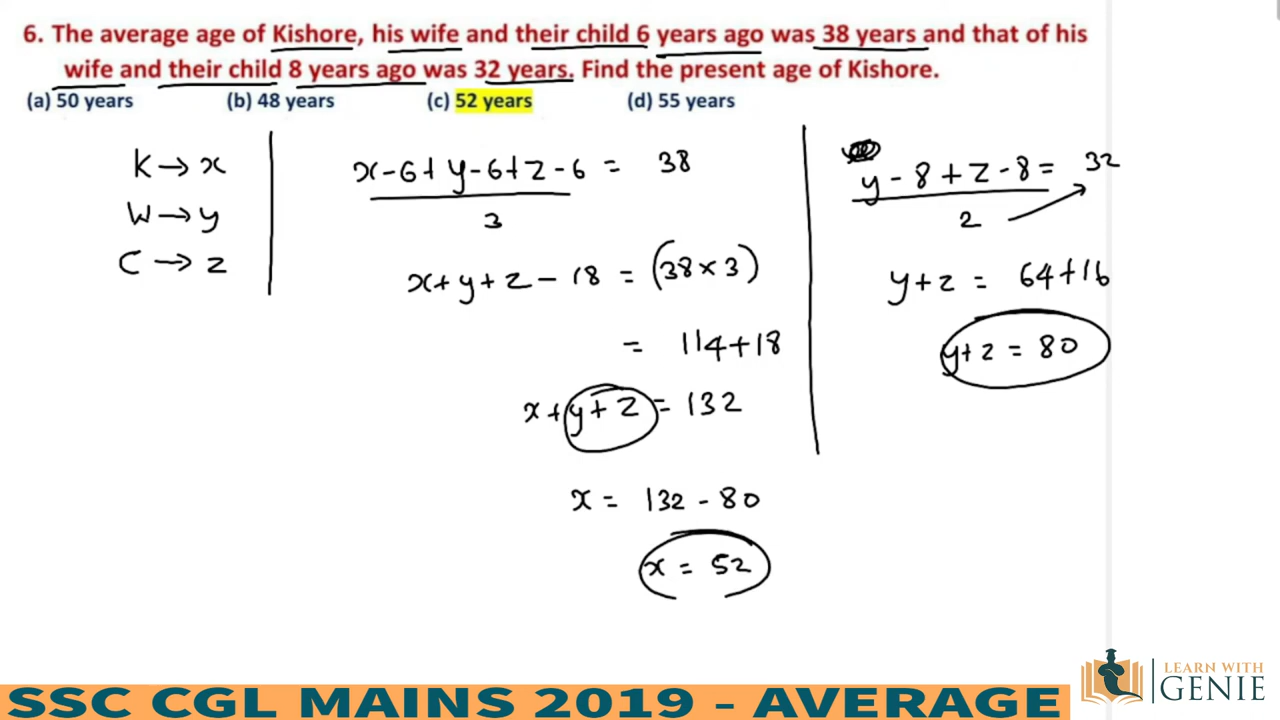 6. The average age of Kishore, his wife and their child 6 years ago was 38 years and that of his
wife and their child 8 years ago was 32 years. Find the present age of Kishore.
(a) 50 years (b) 48 years (c) 52 years (d) 55 years
K → x
W → y
C → z
x-6+y-6+z-6 = 38
3
x+y+z-18 = (38×3)
= 114+18
x+y+z = 132
x = 132-80
x = 52
y-8+z-8 = 32
2
y+z = 64+16
y+z = 80
SSC CGL MAINS 2019 - AVERAGE
LEARN WITH
GENIE